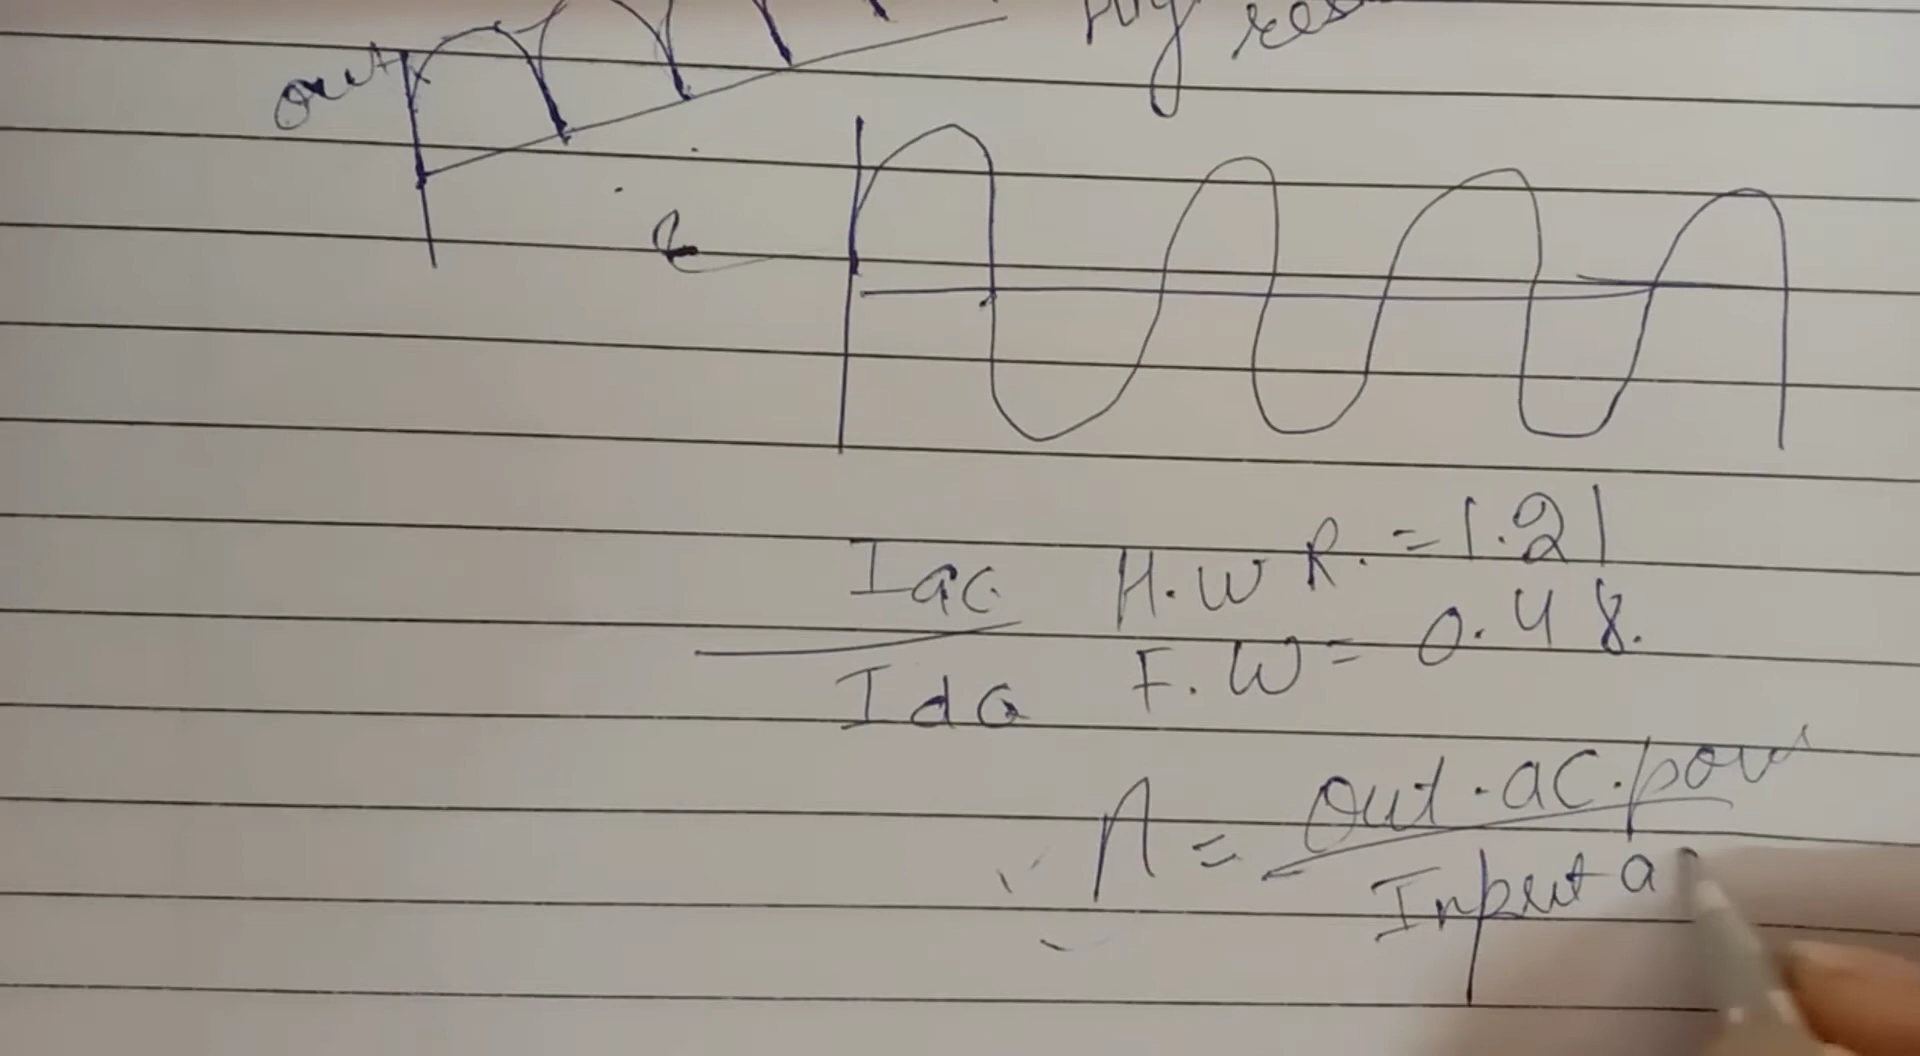 out
Iac H.W R. = 1.21
Idc F.W = 0.48.
η = out.ac.pow
Input a